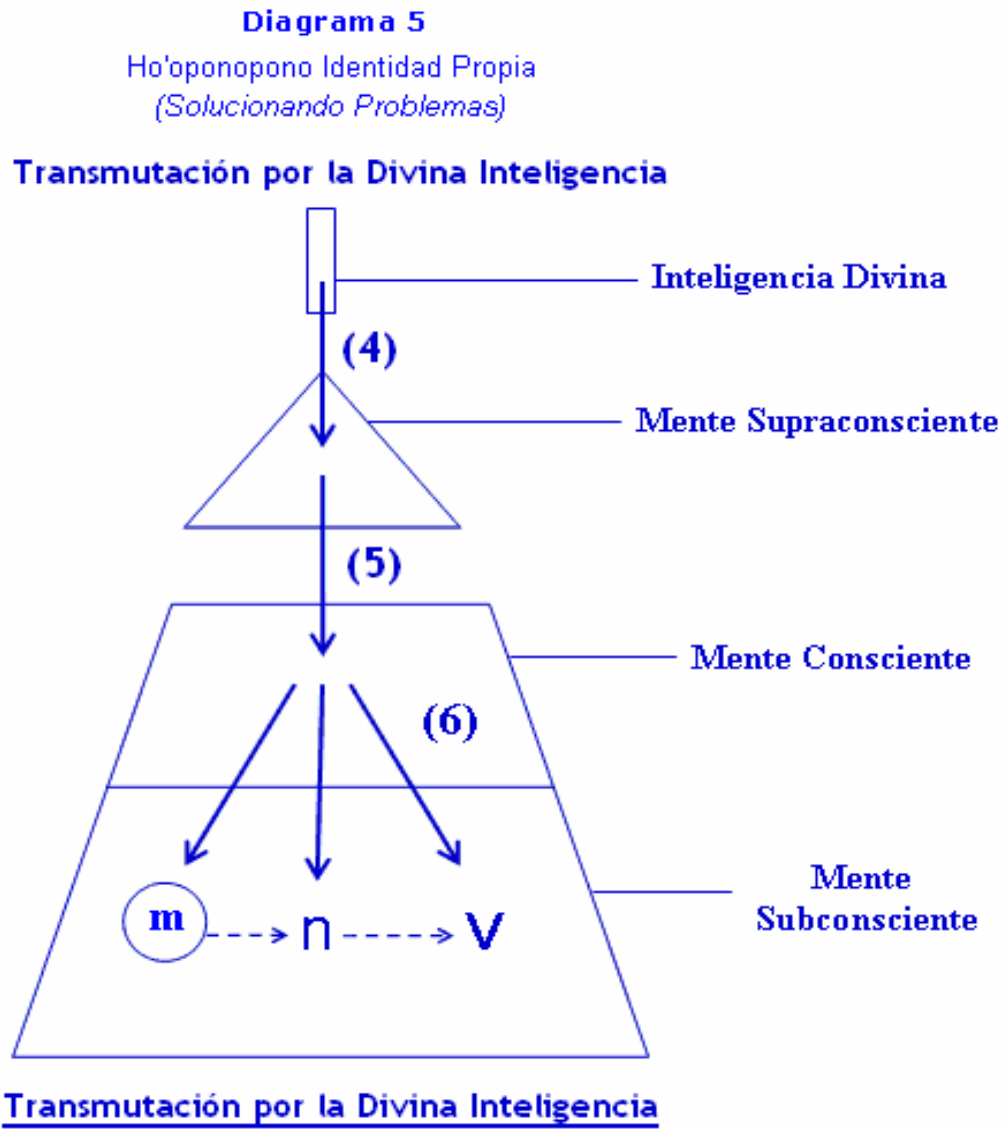 Diagrama 5
Ho'oponopono Identidad Propia
(Solucionando Problemas)
Transmutación por la Divina Inteligencia
Inteligencia Divina
(4)
Mente Supraconsciente
(5)
Mente Consciente
(6)
Mente
Subconsciente
m n v
Transmutación por la Divina Inteligencia